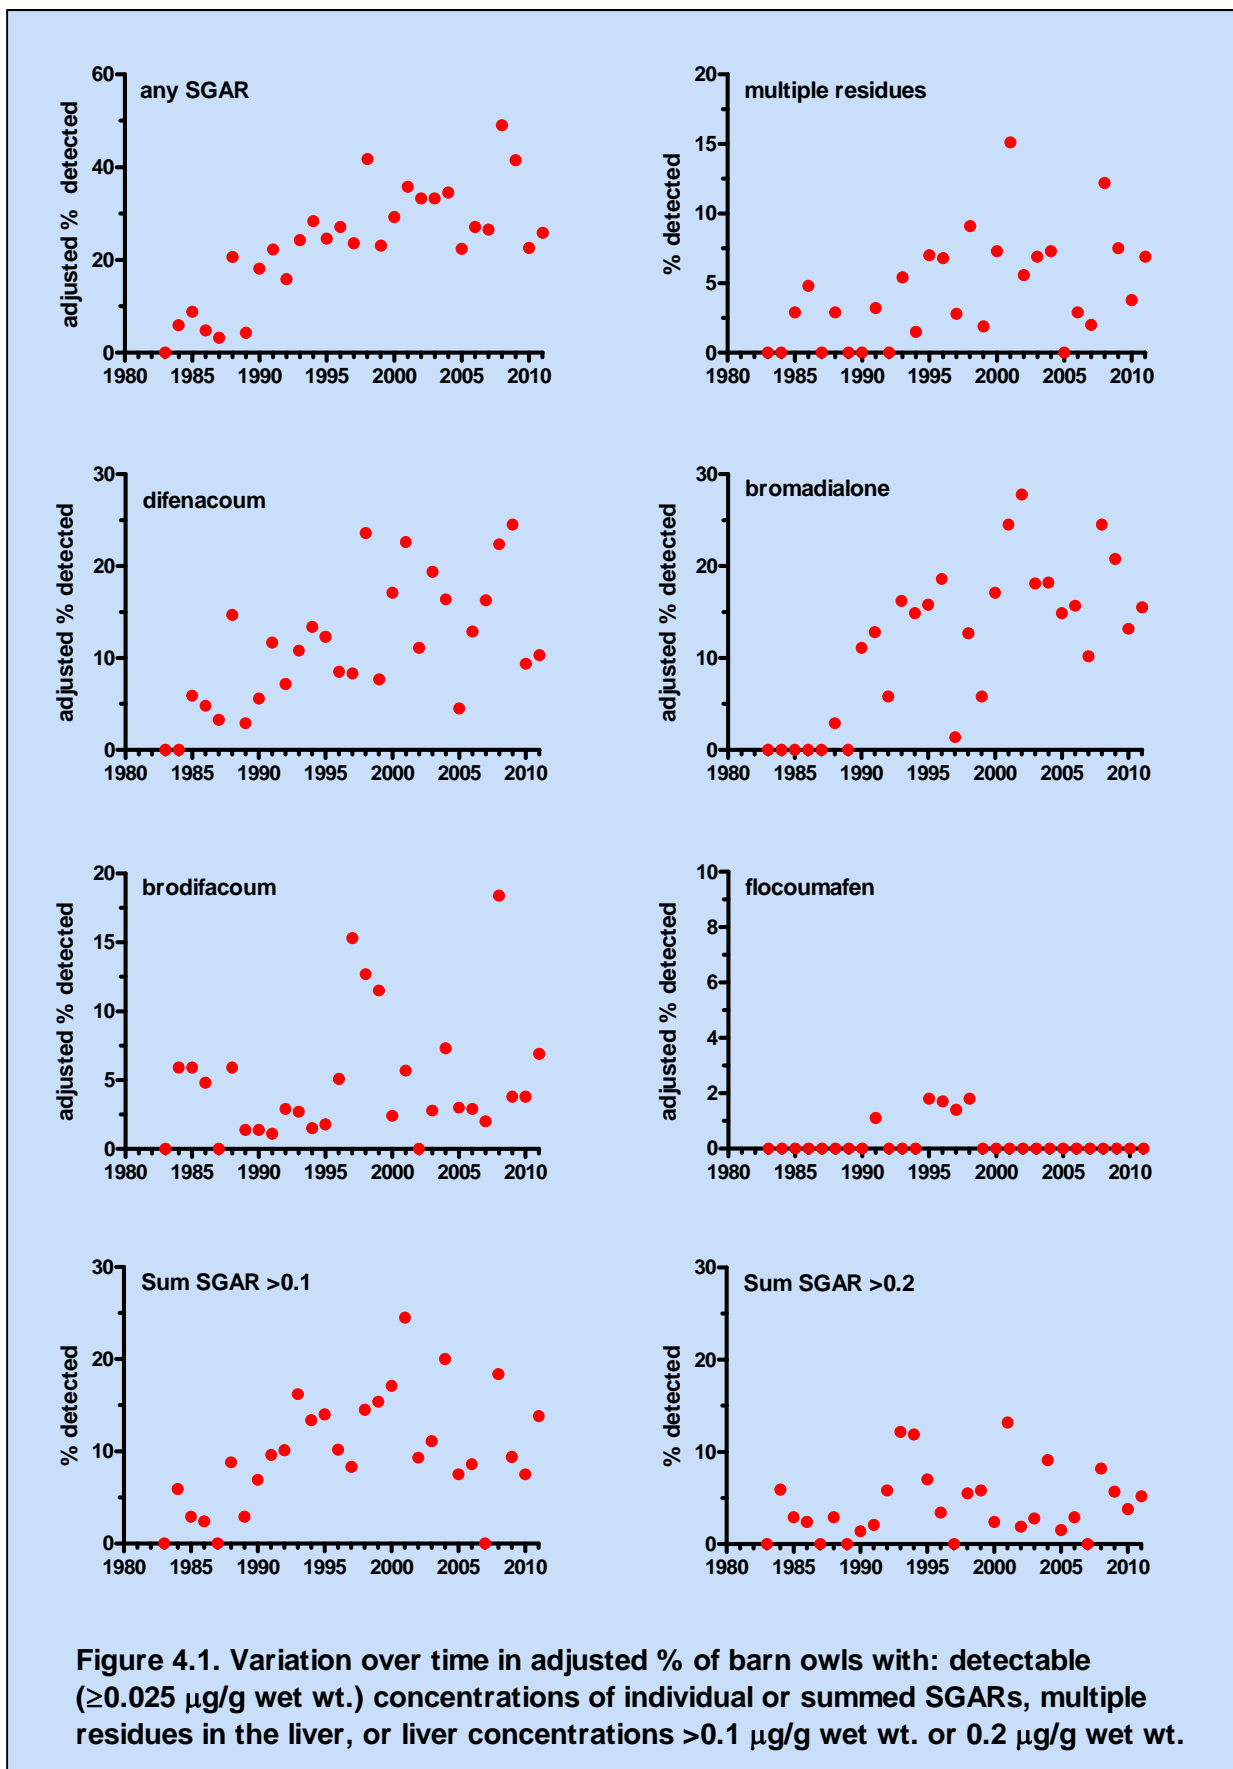 any SGAR
adjusted % detected
60
40
20
0
1980 1985 1990 1995 2000 2005 2010
multiple residues
% detected
20
15
10
5
0
1980 1985 1990 1995 2000 2005 2010
difenacoum
adjusted % detected
30
20
10
0
1980 1985 1990 1995 2000 2005 2010
bromadialone
adjusted % detected
30
20
10
0
1980 1985 1990 1995 2000 2005 2010
brodifacoum
adjusted % detected
20
15
10
5
0
1980 1985 1990 1995 2000 2005 2010
flocoumafen
adjusted % detected
10
8
6
4
2
0
1980 1985 1990 1995 2000 2005 2010
Sum SGAR >0.1
% detected
30
20
10
0
1980 1985 1990 1995 2000 2005 2010
Sum SGAR >0.2
% detected
30
20
10
0
1980 1985 1990 1995 2000 2005 2010
Figure 4.1. Variation over time in adjusted % of barn owls with: detectable
(≥0.025 μg/g wet wt.) concentrations of individual or summed SGARs, multiple
residues in the liver, or liver concentrations >0.1 μg/g wet wt. or 0.2 μg/g wet wt.